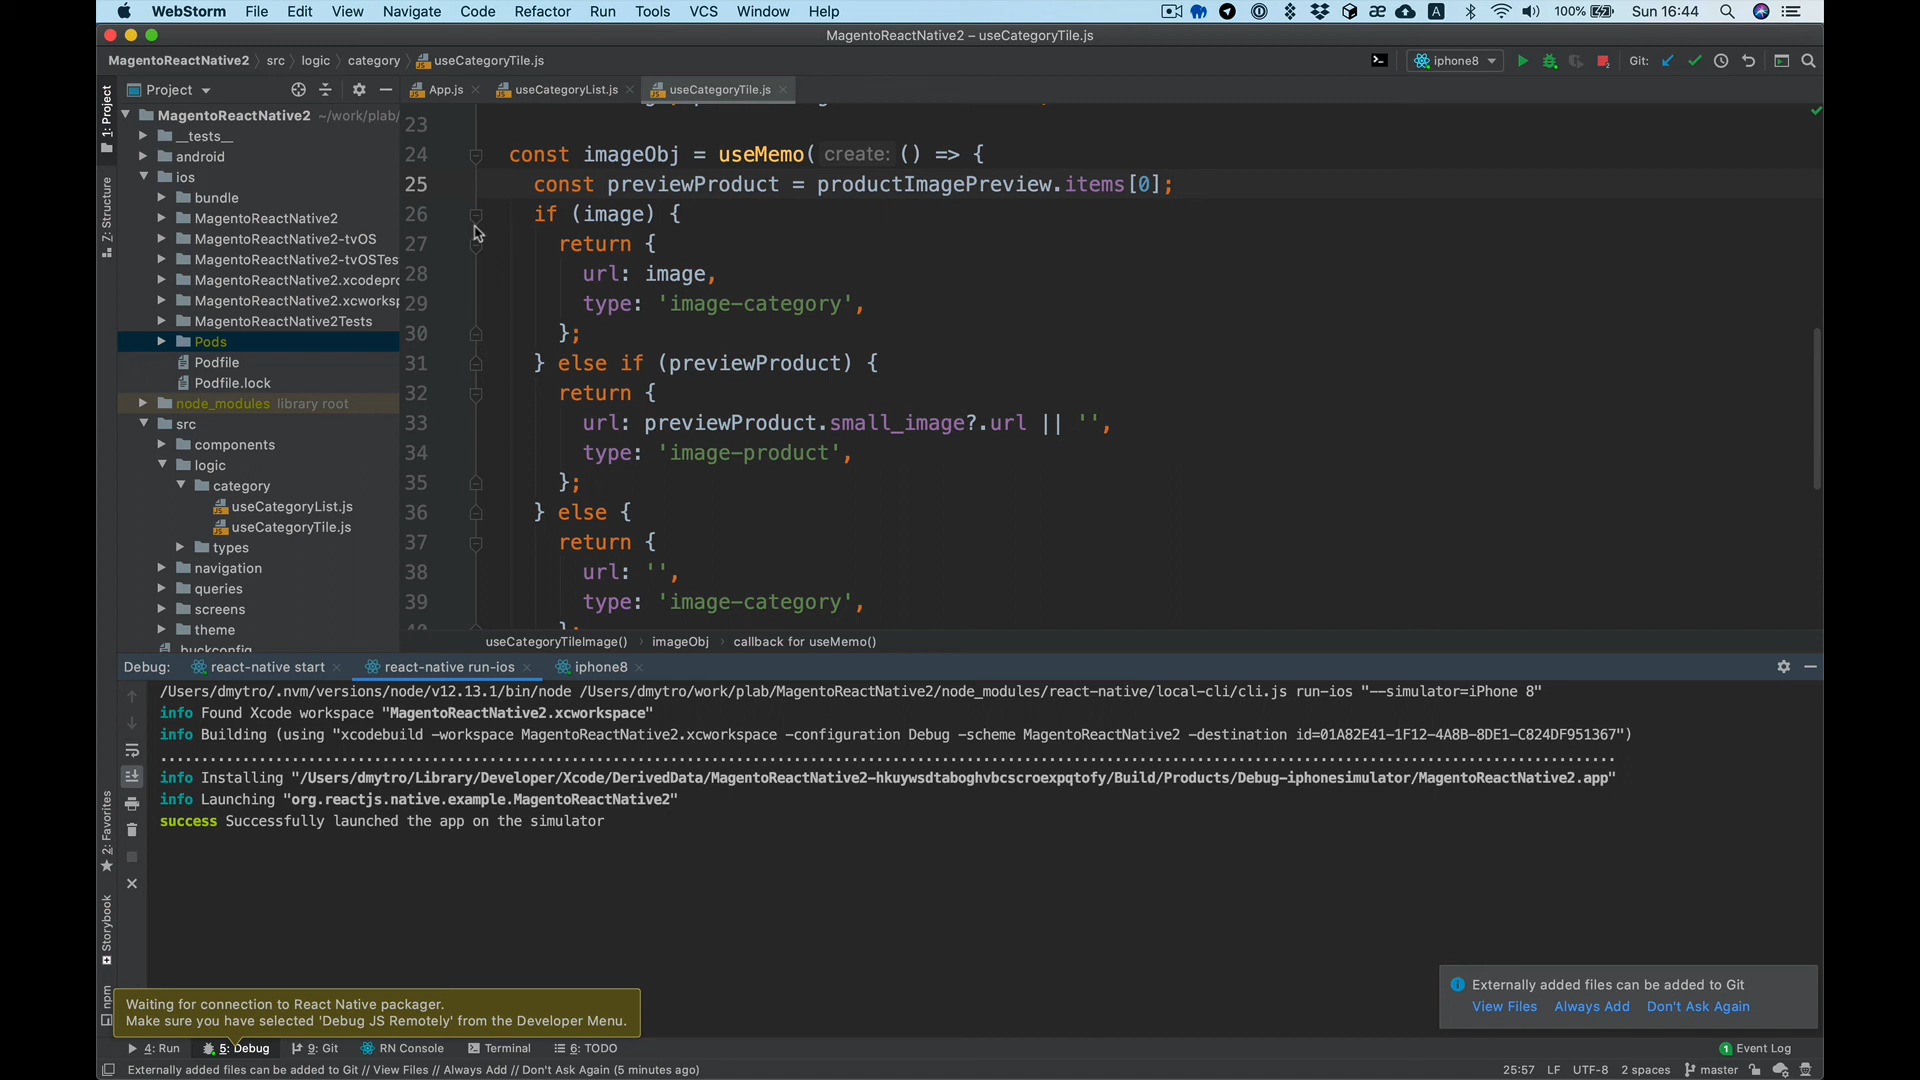 WebStorm File Edit View Navigate Code Refactor Run Tools VCS Window Help 100% Sun 16:44
MagentoReactNative2 – useCategoryTile.js
MagentoReactNative2 src logic category useCategoryTile.js iphone8 Git:
Project App.js useCategoryList.js useCategoryTile.js
1: Project
Z: Structure
2: Favorites
Storybook
npm
MagentoReactNative2 ~/work/plab/
__tests__
android
ios
bundle
MagentoReactNative2
MagentoReactNative2-tvOS
MagentoReactNative2-tvOSTes
MagentoReactNative2.xcodepro
MagentoReactNative2.xcworksp
MagentoReactNative2Tests
Pods
Podfile
Podfile.lock
node_modules library root
src
components
logic
category
useCategoryList.js
useCategoryTile.js
types
navigation
queries
screens
theme
.buckconfig
23
24 const imageObj = useMemo( create: () => {
25 const previewProduct = productImagePreview.items[0];
26 if (image) {
27 return {
28 url: image,
29 type: 'image-category',
30 };
31 } else if (previewProduct) {
32 return {
33 url: previewProduct.small_image?.url || '',
34 type: 'image-product',
35 };
36 } else {
37 return {
38 url: '',
39 type: 'image-category',
40 };
useCategoryTileImage() imageObj callback for useMemo()
Debug: react-native start react-native run-ios iphone8
/Users/dmytro/.nvm/versions/node/v12.13.1/bin/node /Users/dmytro/work/plab/MagentoReactNative2/node_modules/react-native/local-cli/cli.js run-ios "--simulator=iPhone 8"
info Found Xcode workspace "MagentoReactNative2.xcworkspace"
info Building (using "xcodebuild -workspace MagentoReactNative2.xcworkspace -configuration Debug -scheme MagentoReactNative2 -destination id=01A82E41-1F12-4A8B-8DE1-C824DF951367")
info Installing "/Users/dmytro/Library/Developer/Xcode/DerivedData/MagentoReactNative2-hkuywsdtaboghvbcscroexpqtofy/Build/Products/Debug-iphonesimulator/MagentoReactNative2.app"
info Launching "org.reactjs.native.example.MagentoReactNative2"
success Successfully launched the app on the simulator
Externally added files can be added to Git
View Files Always Add Don't Ask Again
Waiting for connection to React Native packager.
Make sure you have selected 'Debug JS Remotely' from the Developer Menu.
4: Run 5: Debug 9: Git RN Console Terminal 6: TODO 1 Event Log
Externally added files can be added to Git // View Files // Always Add // Don't Ask Again (5 minutes ago) 25:57 LF UTF-8 2 spaces master